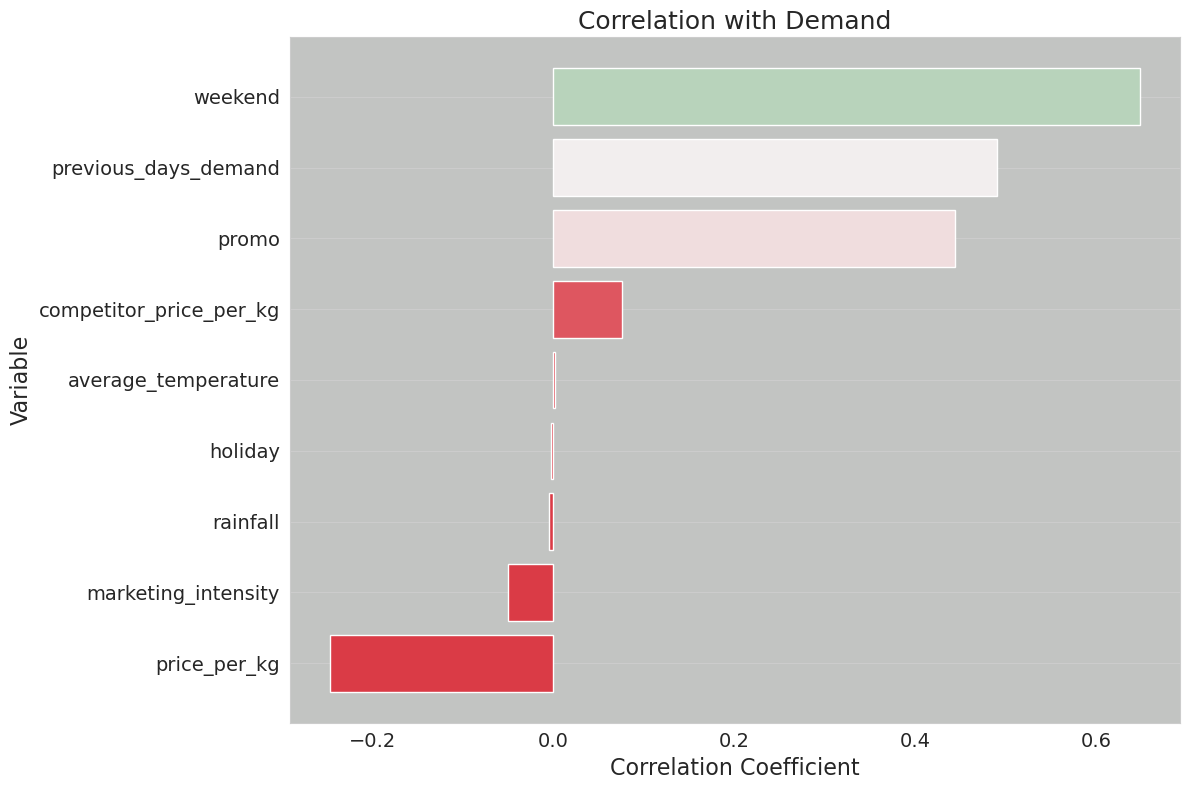 Correlation with Demand
Variable
weekend
previous_days_demand
promo
competitor_price_per_kg
average_temperature
holiday
rainfall
marketing_intensity
price_per_kg
−0.2 0.0 0.2 0.4 0.6
Correlation Coefficient